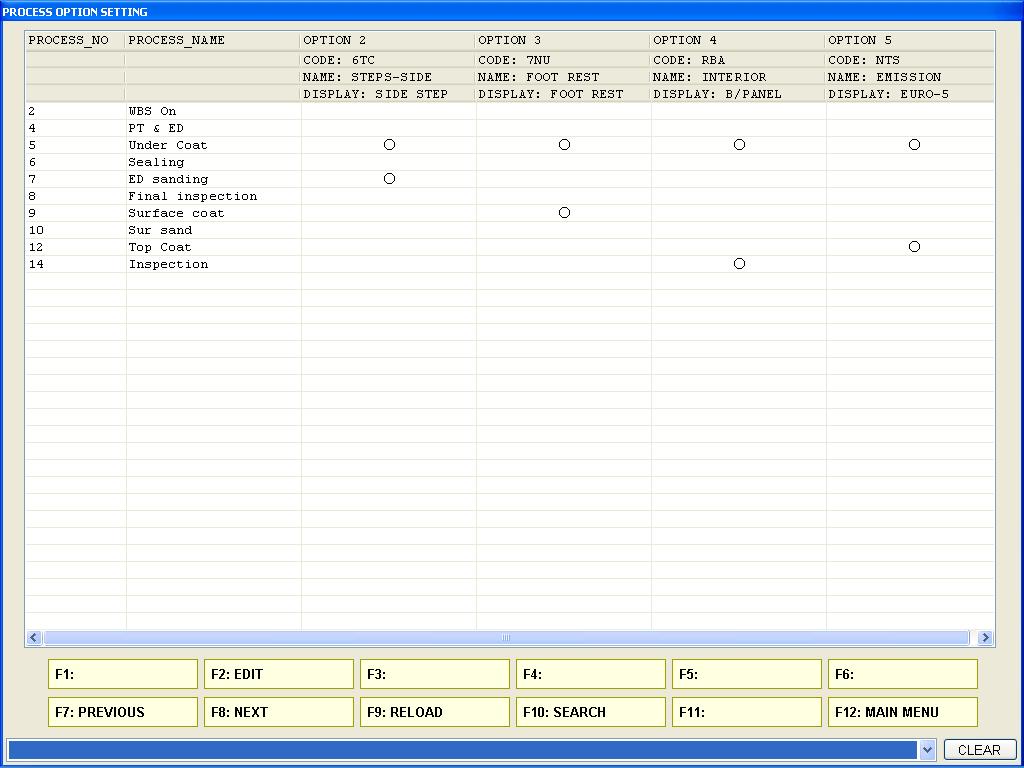 PROCESS OPTION SETTING
PROCESS_NO PROCESS_NAME OPTION 2 OPTION 3 OPTION 4 OPTION 5
CODE: 6TC CODE: 7NU CODE: RBA CODE: NTS
NAME: STEPS-SIDE NAME: FOOT REST NAME: INTERIOR NAME: EMISSION
DISPLAY: SIDE STEP DISPLAY: FOOT REST DISPLAY: B/PANEL DISPLAY: EURO-5
2 WBS On
4 PT & ED
5 Under Coat
6 Sealing
7 ED sanding
8 Final inspection
9 Surface coat
10 Sur sand
12 Top Coat
14 Inspection
F1: F2: EDIT F3: F4: F5: F6:
F7: PREVIOUS F8: NEXT F9: RELOAD F10: SEARCH F11: F12: MAIN MENU
CLEAR